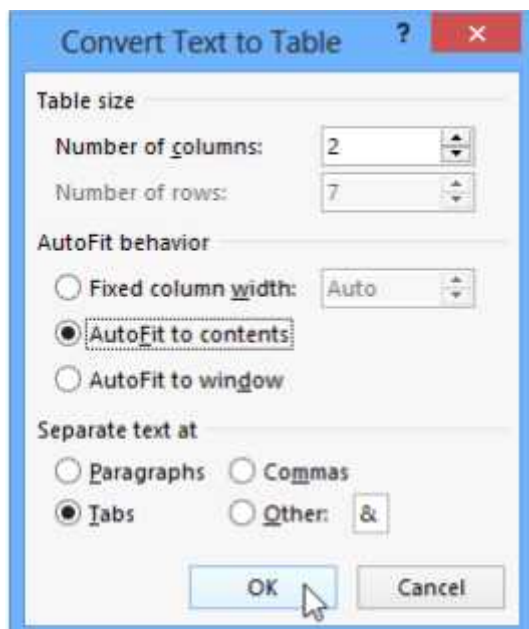 Convert Text to Table ?
Table size
Number of columns: 2
Number of rows: 7
AutoFit behavior
Fixed column width: Auto
AutoFit to contents
AutoFit to window
Separate text at
Paragraphs Commas
Tabs Other: &
OK Cancel